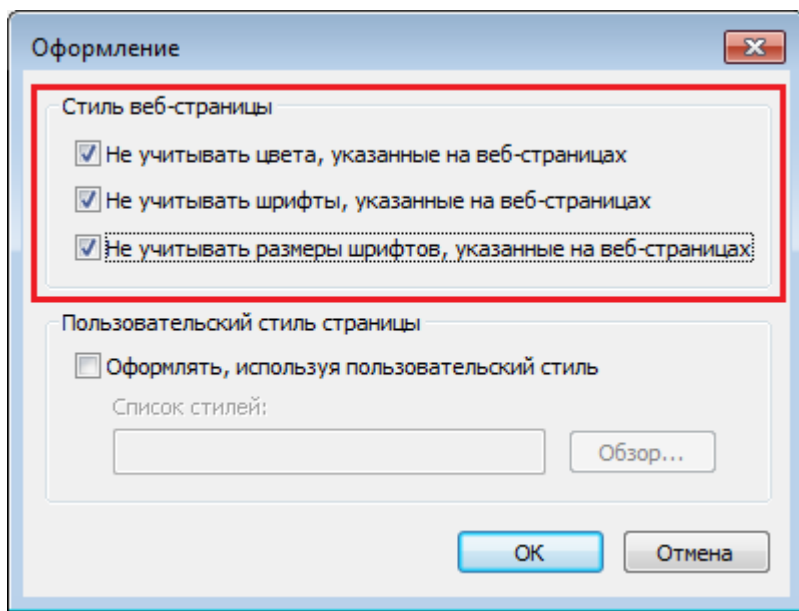 Оформление
Стиль веб-страницы
Не учитывать цвета, указанные на веб-страницах
Не учитывать шрифты, указанные на веб-страницах
Не учитывать размеры шрифтов, указанные на веб-страницах
Пользовательский стиль страницы
Оформлять, используя пользовательский стиль
Список стилей:
Обзор...
ОК
Отмена